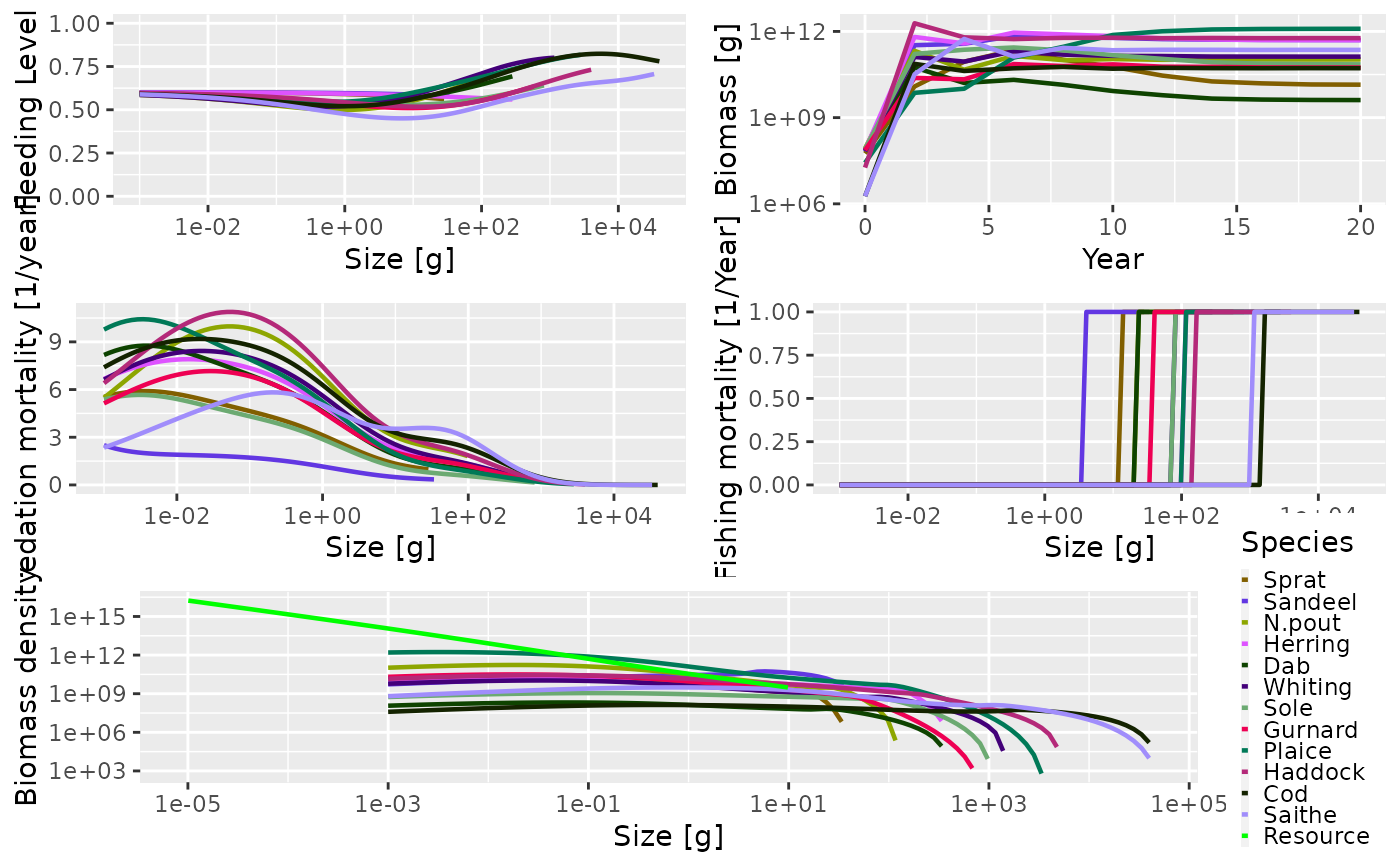 Feeding Level
1.00
0.75
0.50
0.25
0.00
1e-02
1e+00
1e+02
1e+04
Size [g]
Biomass [g]
1e+12
1e+09
1e+06
0
5
10
15
20
Year
mortality [1/year]
9
6
3
0
1e-02
1e+00
1e+02
1e+04
Size [g]
Fishing mortality [1/Year]
1.00
0.75
0.50
0.25
0.00
1e-02
1e+00
1e+02
1e+04
Size [g]
Biomass density
1e+15
1e+12
1e+09
1e+06
1e+03
1e-05
1e-03
1e-01
1e+01
1e+03
1e+05
Size [g]
Species
Sprat
Sandeel
N.pout
Herring
Dab
Whiting
Sole
Gurnard
Plaice
Haddock
Cod
Saithe
Resource